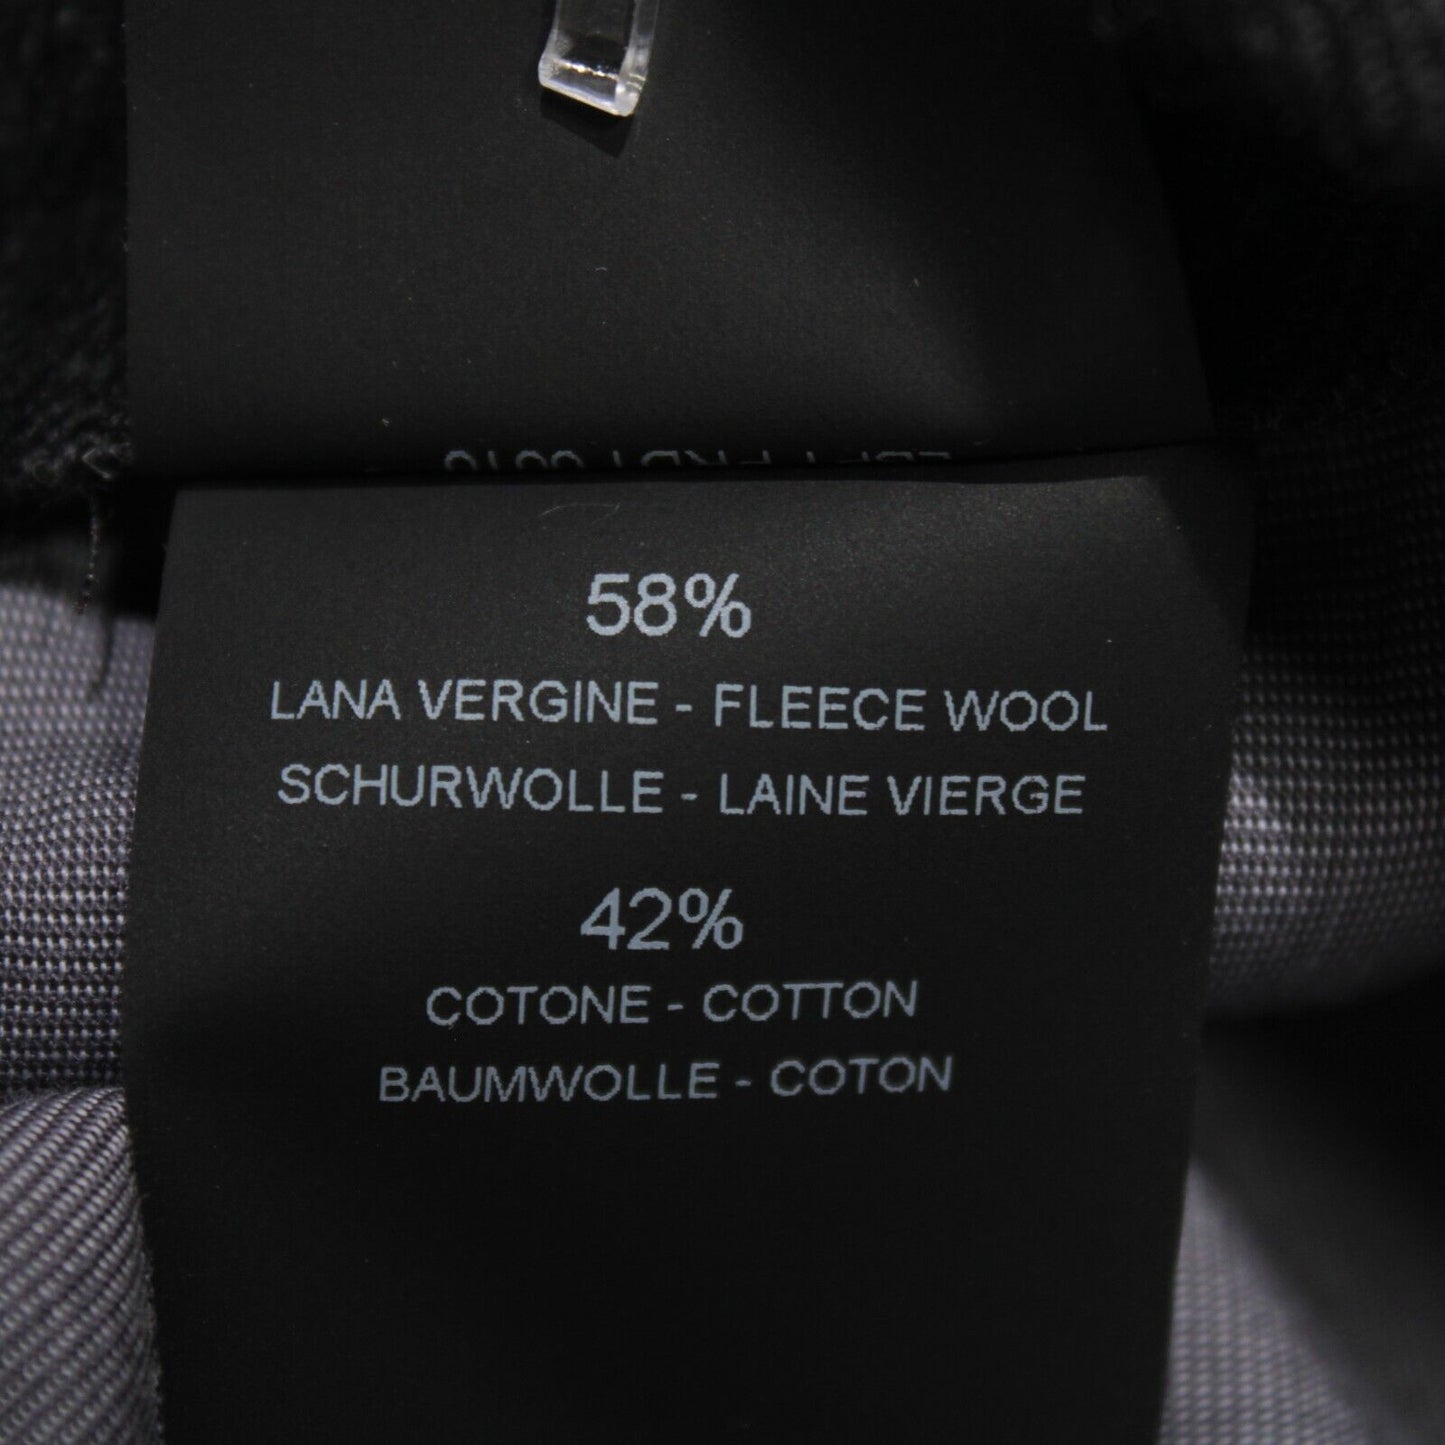 58%
LANA VERGINE - FLEECE WOOL
SCHURWOLLE - LAINE VIERGE
42%
COTONE - COTTON
BAUMWOLLE - COTON